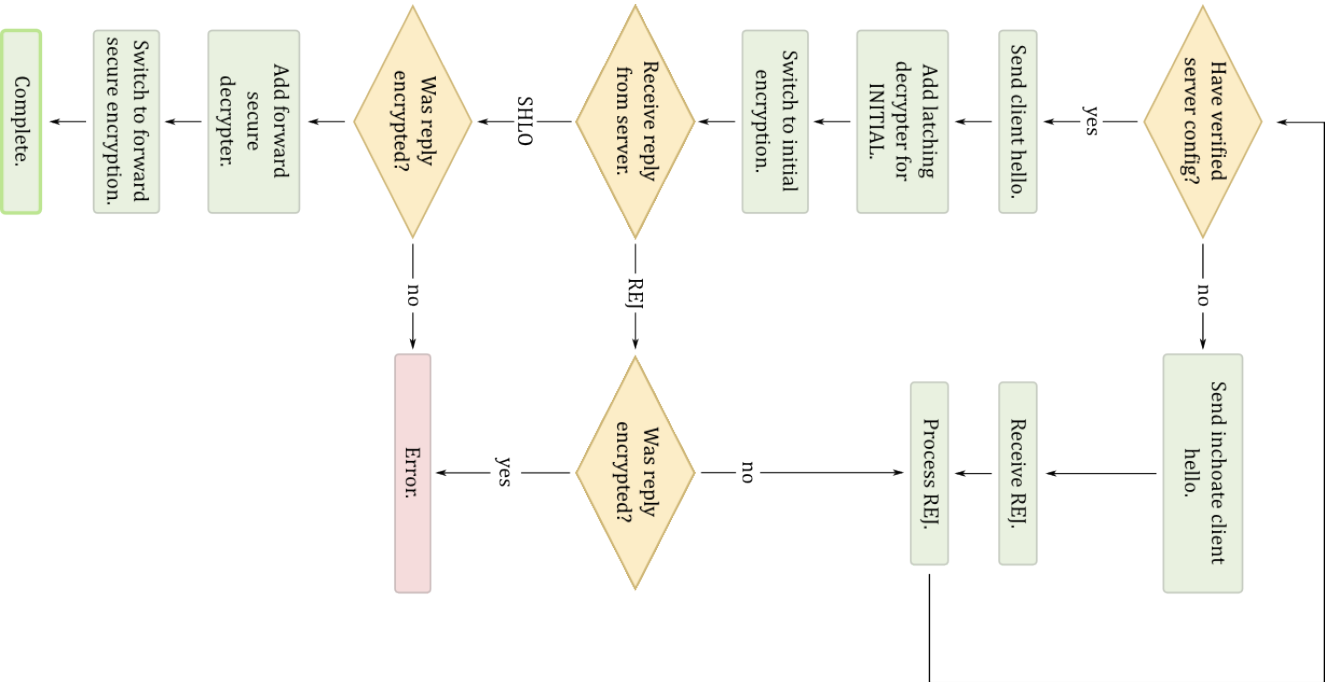 Have verified
server config?
yes
no
Send client hello.
Send inchoate client
hello.
Add latching
decrypter for
INITIAL.
Receive REJ.
Switch to initial
encryption.
Process REJ.
Receive reply
from server.
REJ
no
SHLO
Was reply
encrypted?
Was reply
encrypted?
no
yes
Add forward
secure
decrypter.
Error.
Switch to forward
secure encryption.
Complete.